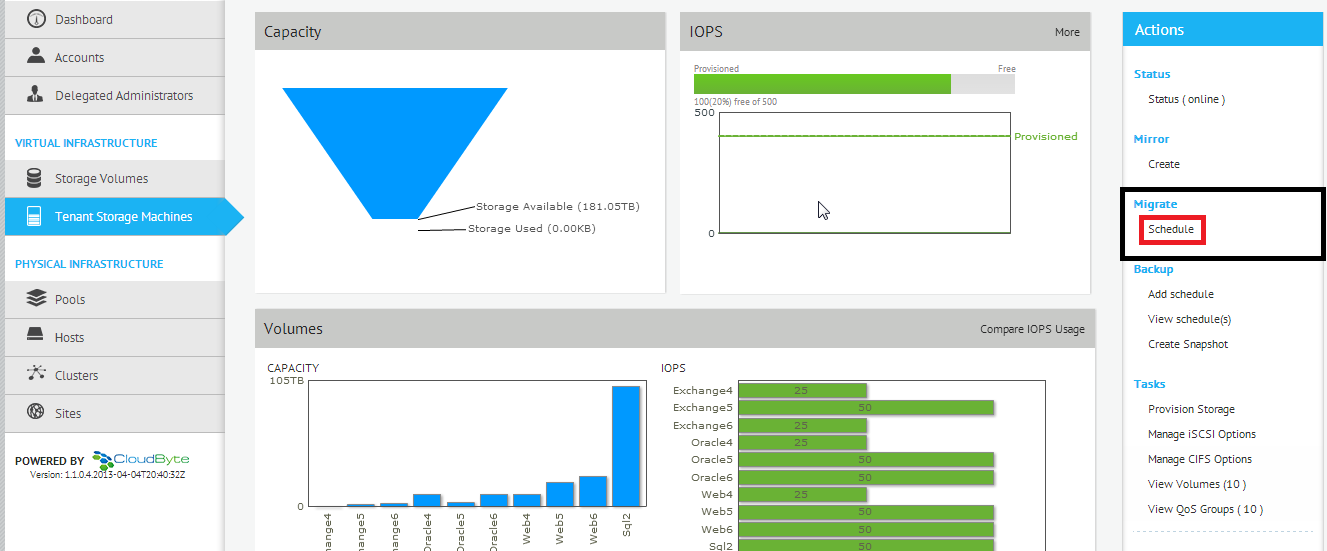 Dashboard
Accounts
Delegated Administrators
VIRTUAL INFRASTRUCTURE
Storage Volumes
Tenant Storage Machines
PHYSICAL INFRASTRUCTURE
Pools
Hosts
Clusters
Sites
POWERED BY CloudByte
Version: 1.1.0.4.2013-04-04T20:40:32Z
Capacity
Storage Available (181.05TB)
Storage Used (0.00KB)
IOPS More
Provisioned Free
100(20%) free of 500
500
Provisioned
0
Volumes Compare IOPS Usage
CAPACITY
105TB
0
hange4
hange5
hange6
Oracle4
Oracle5
Oracle6
Web4
Web5
Web6
Sql2
IOPS
Exchange4 25
Exchange5 50
Exchange6 25
Oracle4 25
Oracle5 50
Oracle6 50
Web4 25
Web5 50
Web6 50
Sql2 50
Actions
Status
Status ( online )
Mirror
Create
Migrate
Schedule
Backup
Add schedule
View schedule(s)
Create Snapshot
Tasks
Provision Storage
Manage iSCSI Options
Manage CIFS Options
View Volumes (10 )
View QoS Groups ( 10 )